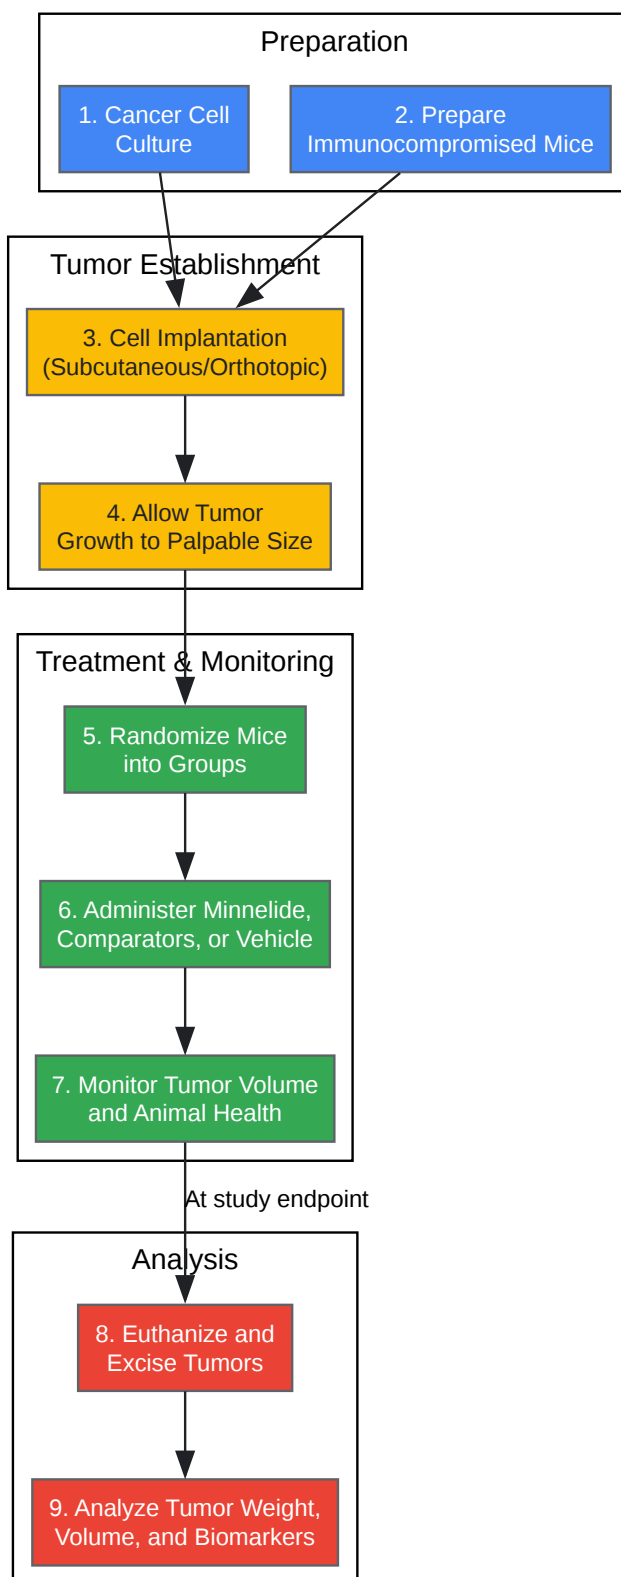 Preparation
1. Cancer Cell
Culture
2. Prepare
Immunocompromised Mice
Tumor Establishment
3. Cell Implantation
(Subcutaneous/Orthotopic)
4. Allow Tumor
Growth to Palpable Size
Treatment & Monitoring
5. Randomize Mice
into Groups
6. Administer Minnelide,
Comparators, or Vehicle
7. Monitor Tumor Volume
and Animal Health
At study endpoint
Analysis
8. Euthanize and
Excise Tumors
9. Analyze Tumor Weight,
Volume, and Biomarkers